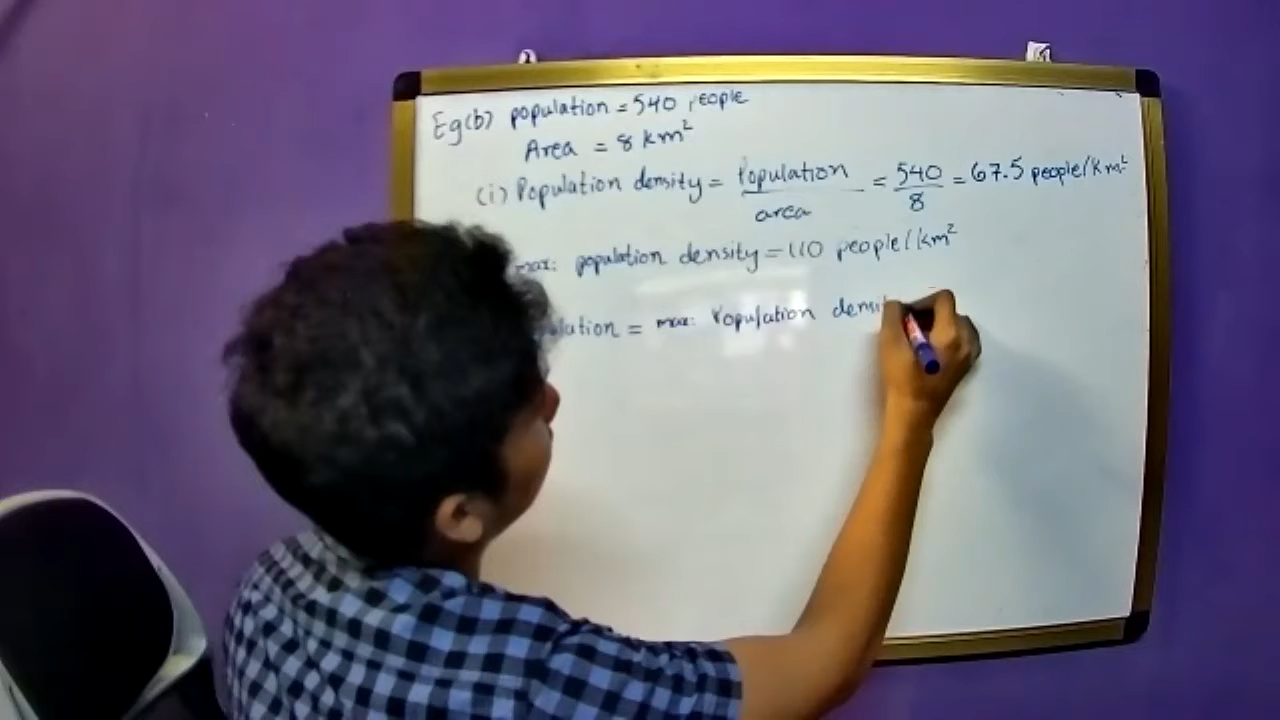 Eg(b) population = 540 people
Area = 8 km²
(i) Population density = Population / area = 540 / 8 = 67.5 people/km²
max: population density = 110 people/km²
= max: Population densi